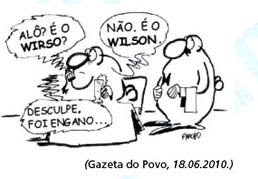 ALÔ? É O
WIRSO?
NÃO. É O
WILSON.
DESCULPE,
FOI ENGANO...
(Gazeta do Povo, 18.06.2010.)